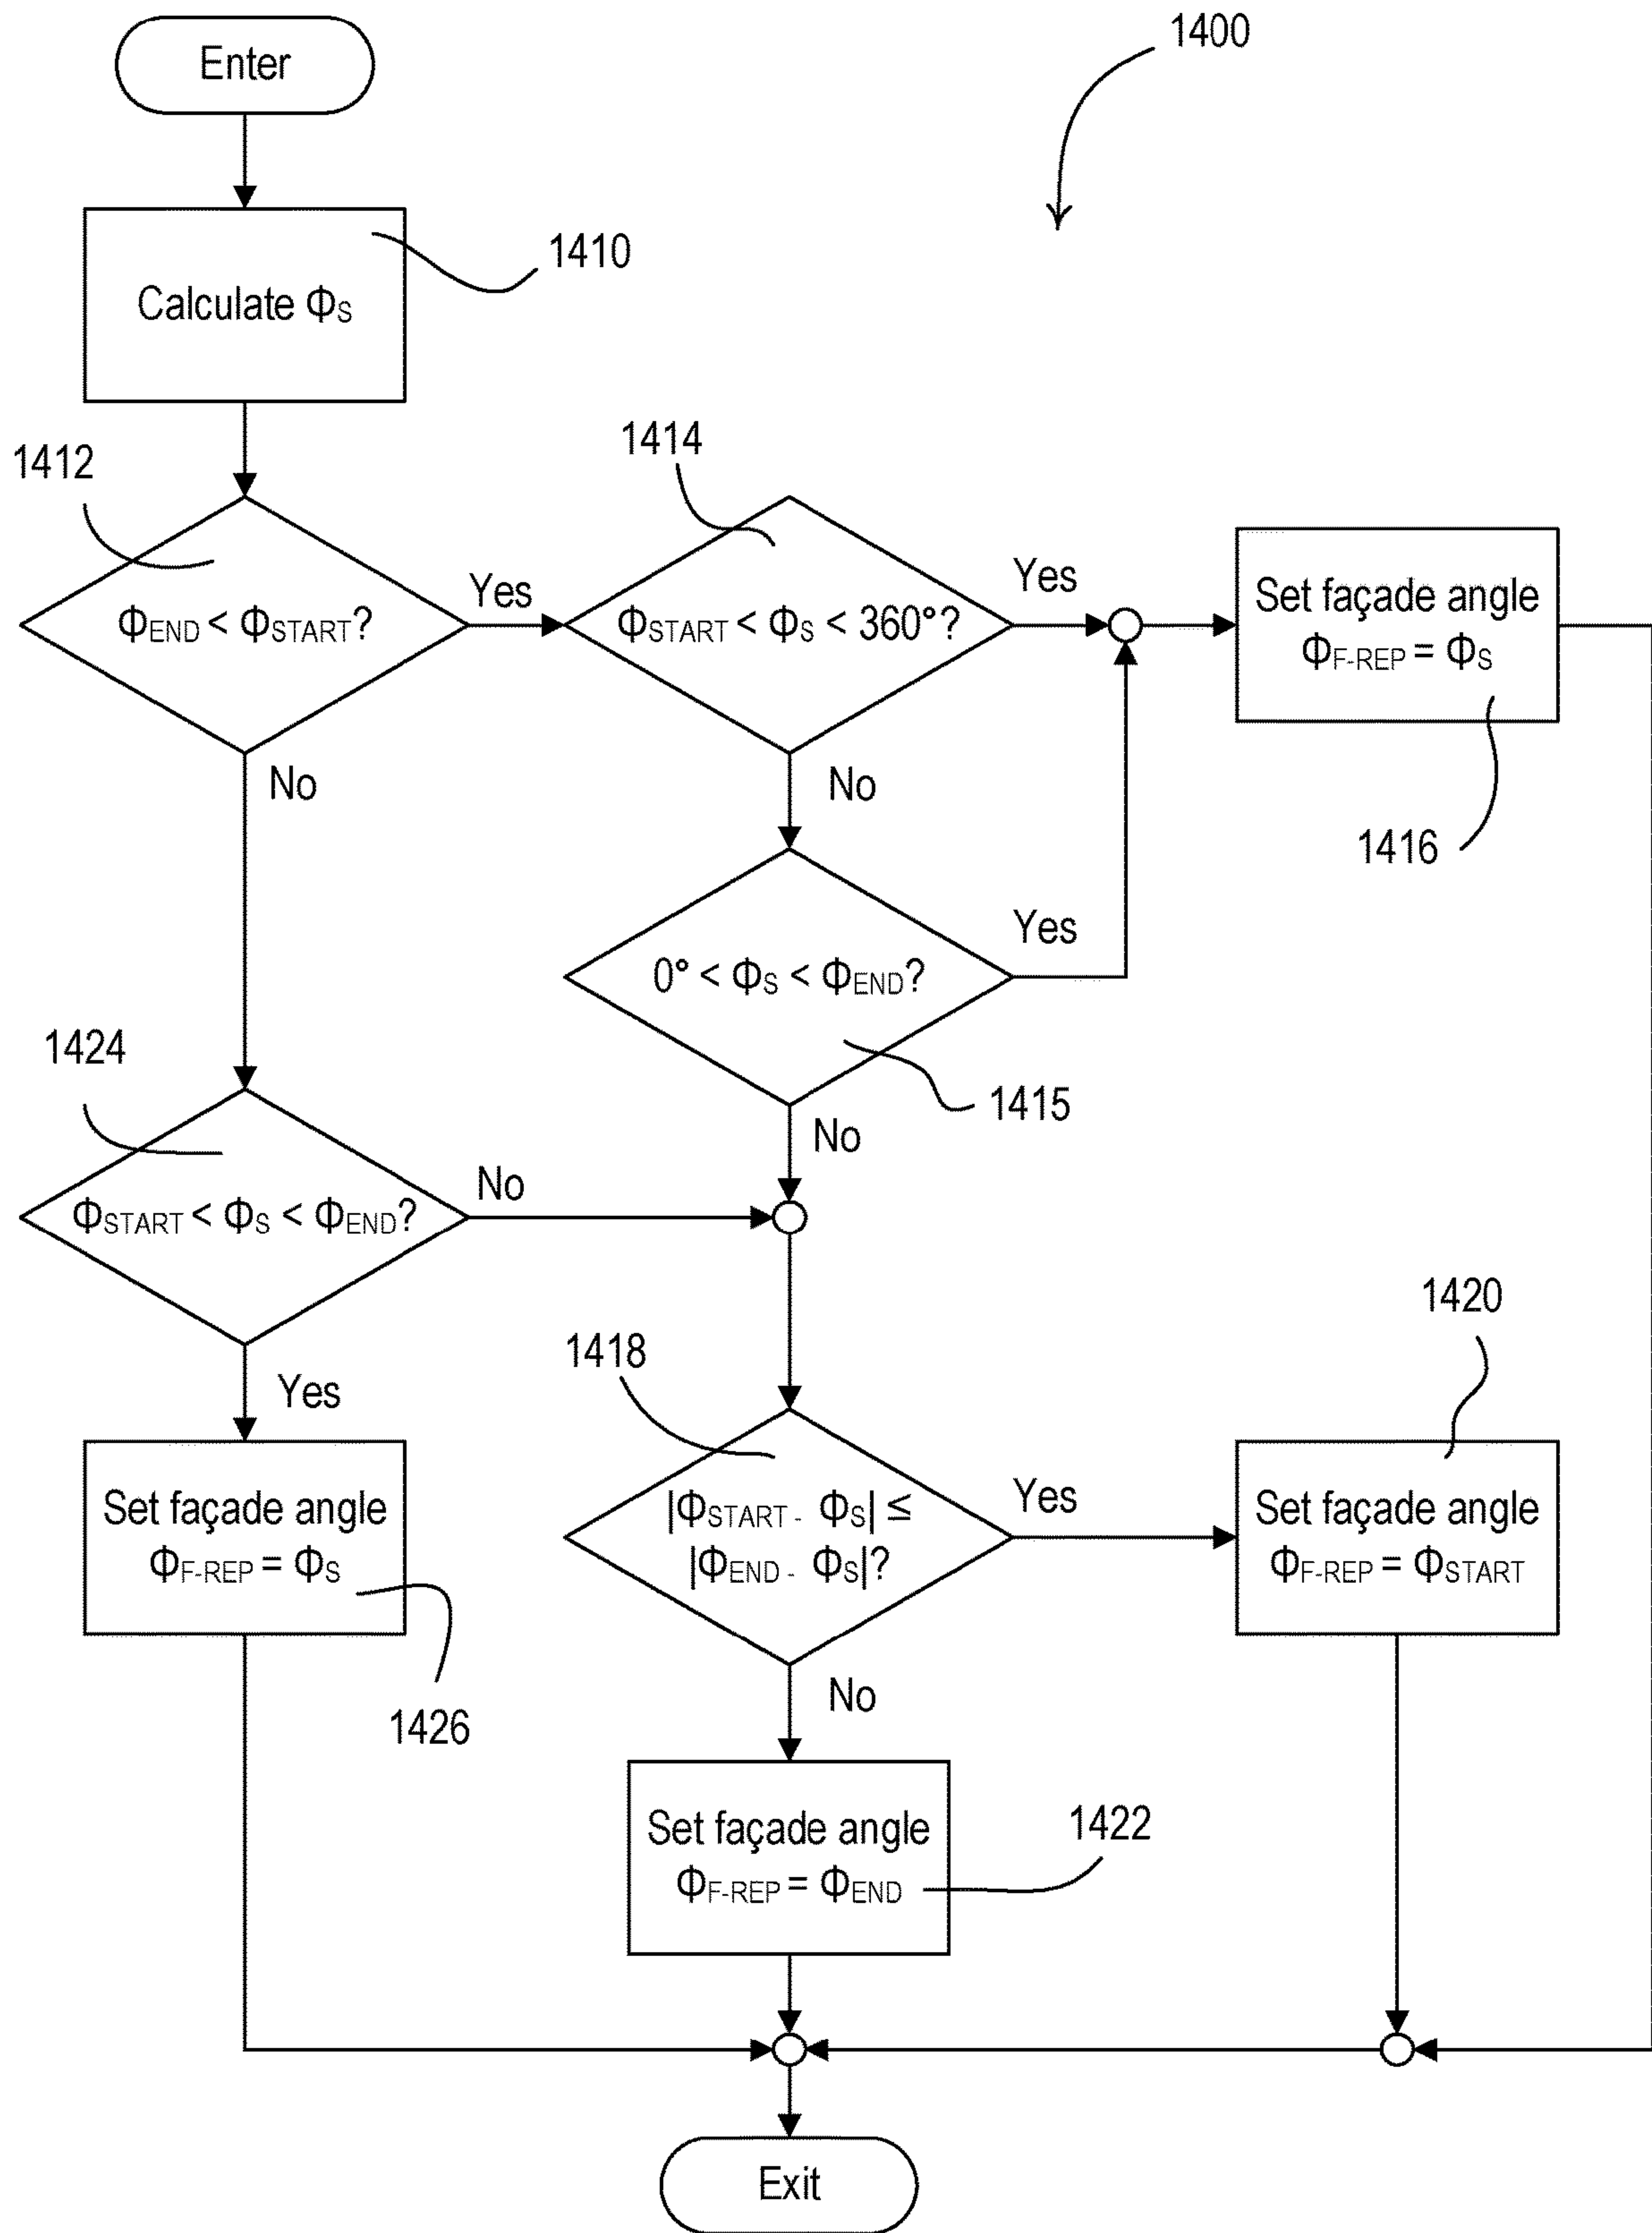 Enter
1400
1410
Calculate ΦS
1412
1414
ΦEND < ΦSTART?
Yes
ΦSTART < ΦS < 360°?
Yes
Set façade angle
ΦF-REP = ΦS
1416
No
No
0° < ΦS < ΦEND?
Yes
1415
No
1424
ΦSTART < ΦS < ΦEND?
No
Yes
1418
|ΦSTART - ΦS| ≤
|ΦEND - ΦS|?
Yes
1420
Set façade angle
ΦF-REP = ΦSTART
Set façade angle
ΦF-REP = ΦS
1426
No
Set façade angle
ΦF-REP = ΦEND
1422
Exit